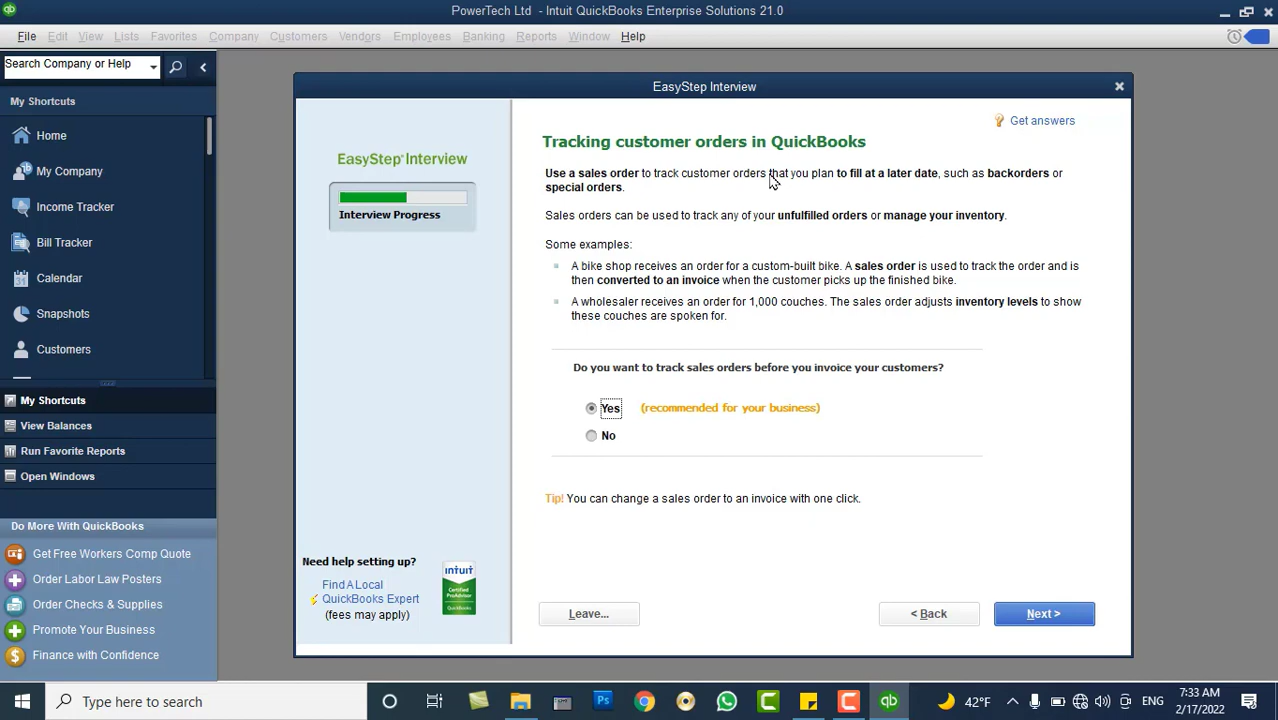 PowerTech Ltd - Intuit QuickBooks Enterprise Solutions 21.0
File Edit View Lists Favorites Company Customers Vendors Employees Banking Reports Window Help
Search Company or Help
My Shortcuts
Home
My Company
Income Tracker
Bill Tracker
Calendar
Snapshots
Customers
My Shortcuts
View Balances
Run Favorite Reports
Open Windows
Do More With QuickBooks
Get Free Workers Comp Quote
Order Labor Law Posters
Order Checks & Supplies
Promote Your Business
Finance with Confidence
EasyStep Interview
EasyStep® Interview
Interview Progress
Need help setting up?
Find A Local
QuickBooks Expert
(fees may apply)
intuit
Certified
ProAdvisor
QuickBooks
Get answers
Tracking customer orders in QuickBooks
Use a sales order to track customer orders that you plan to fill at a later date, such as backorders or
special orders.
Sales orders can be used to track any of your unfulfilled orders or manage your inventory.
Some examples:
A bike shop receives an order for a custom-built bike. A sales order is used to track the order and is
then converted to an invoice when the customer picks up the finished bike.
A wholesaler receives an order for 1,000 couches. The sales order adjusts inventory levels to show
these couches are spoken for.
Do you want to track sales orders before you invoice your customers?
Yes (recommended for your business)
No
Tip! You can change a sales order to an invoice with one click.
Leave... < Back Next >
Type here to search
Ps
qb
42°F
ENG
7:33 AM
2/17/2022